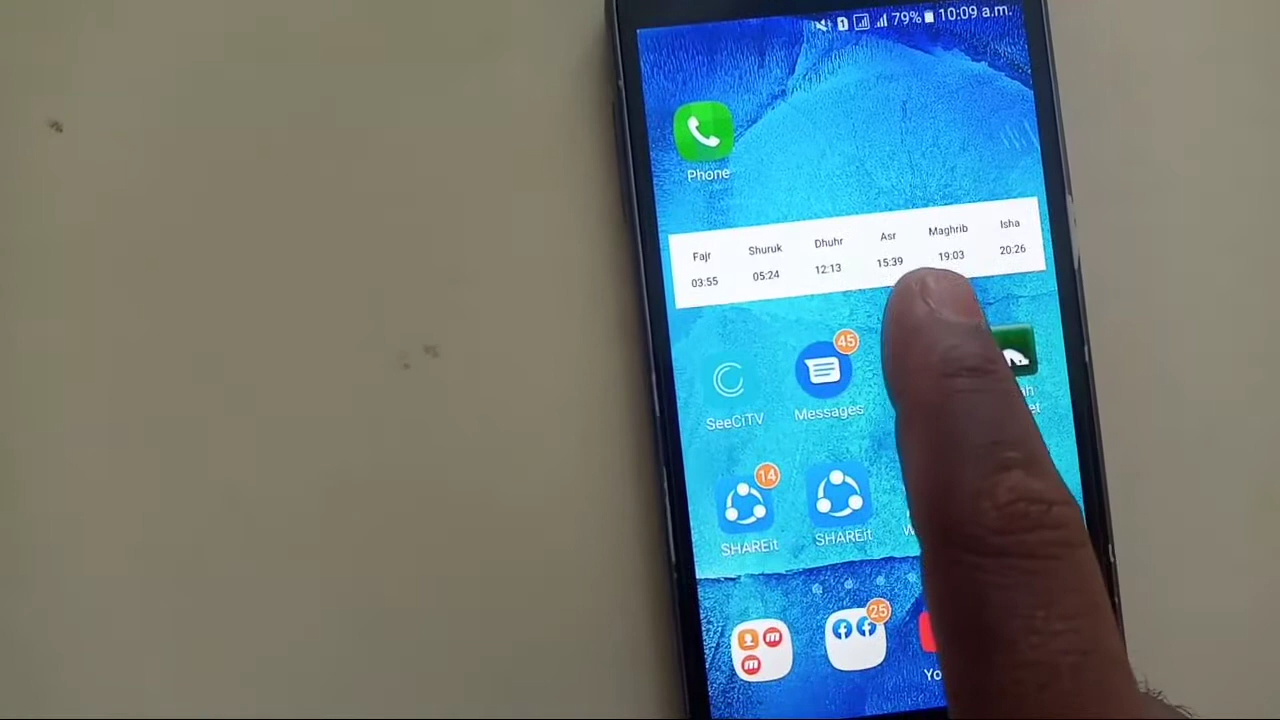 1 79% 10:09 a.m.
Phone
Fajr Shuruk Dhuhr Asr Maghrib Isha
03:55 05:24 12:13 15:39 19:03 20:26
45
SeeCiTV Messages
14
SHAREit SHAREit
25
m
m